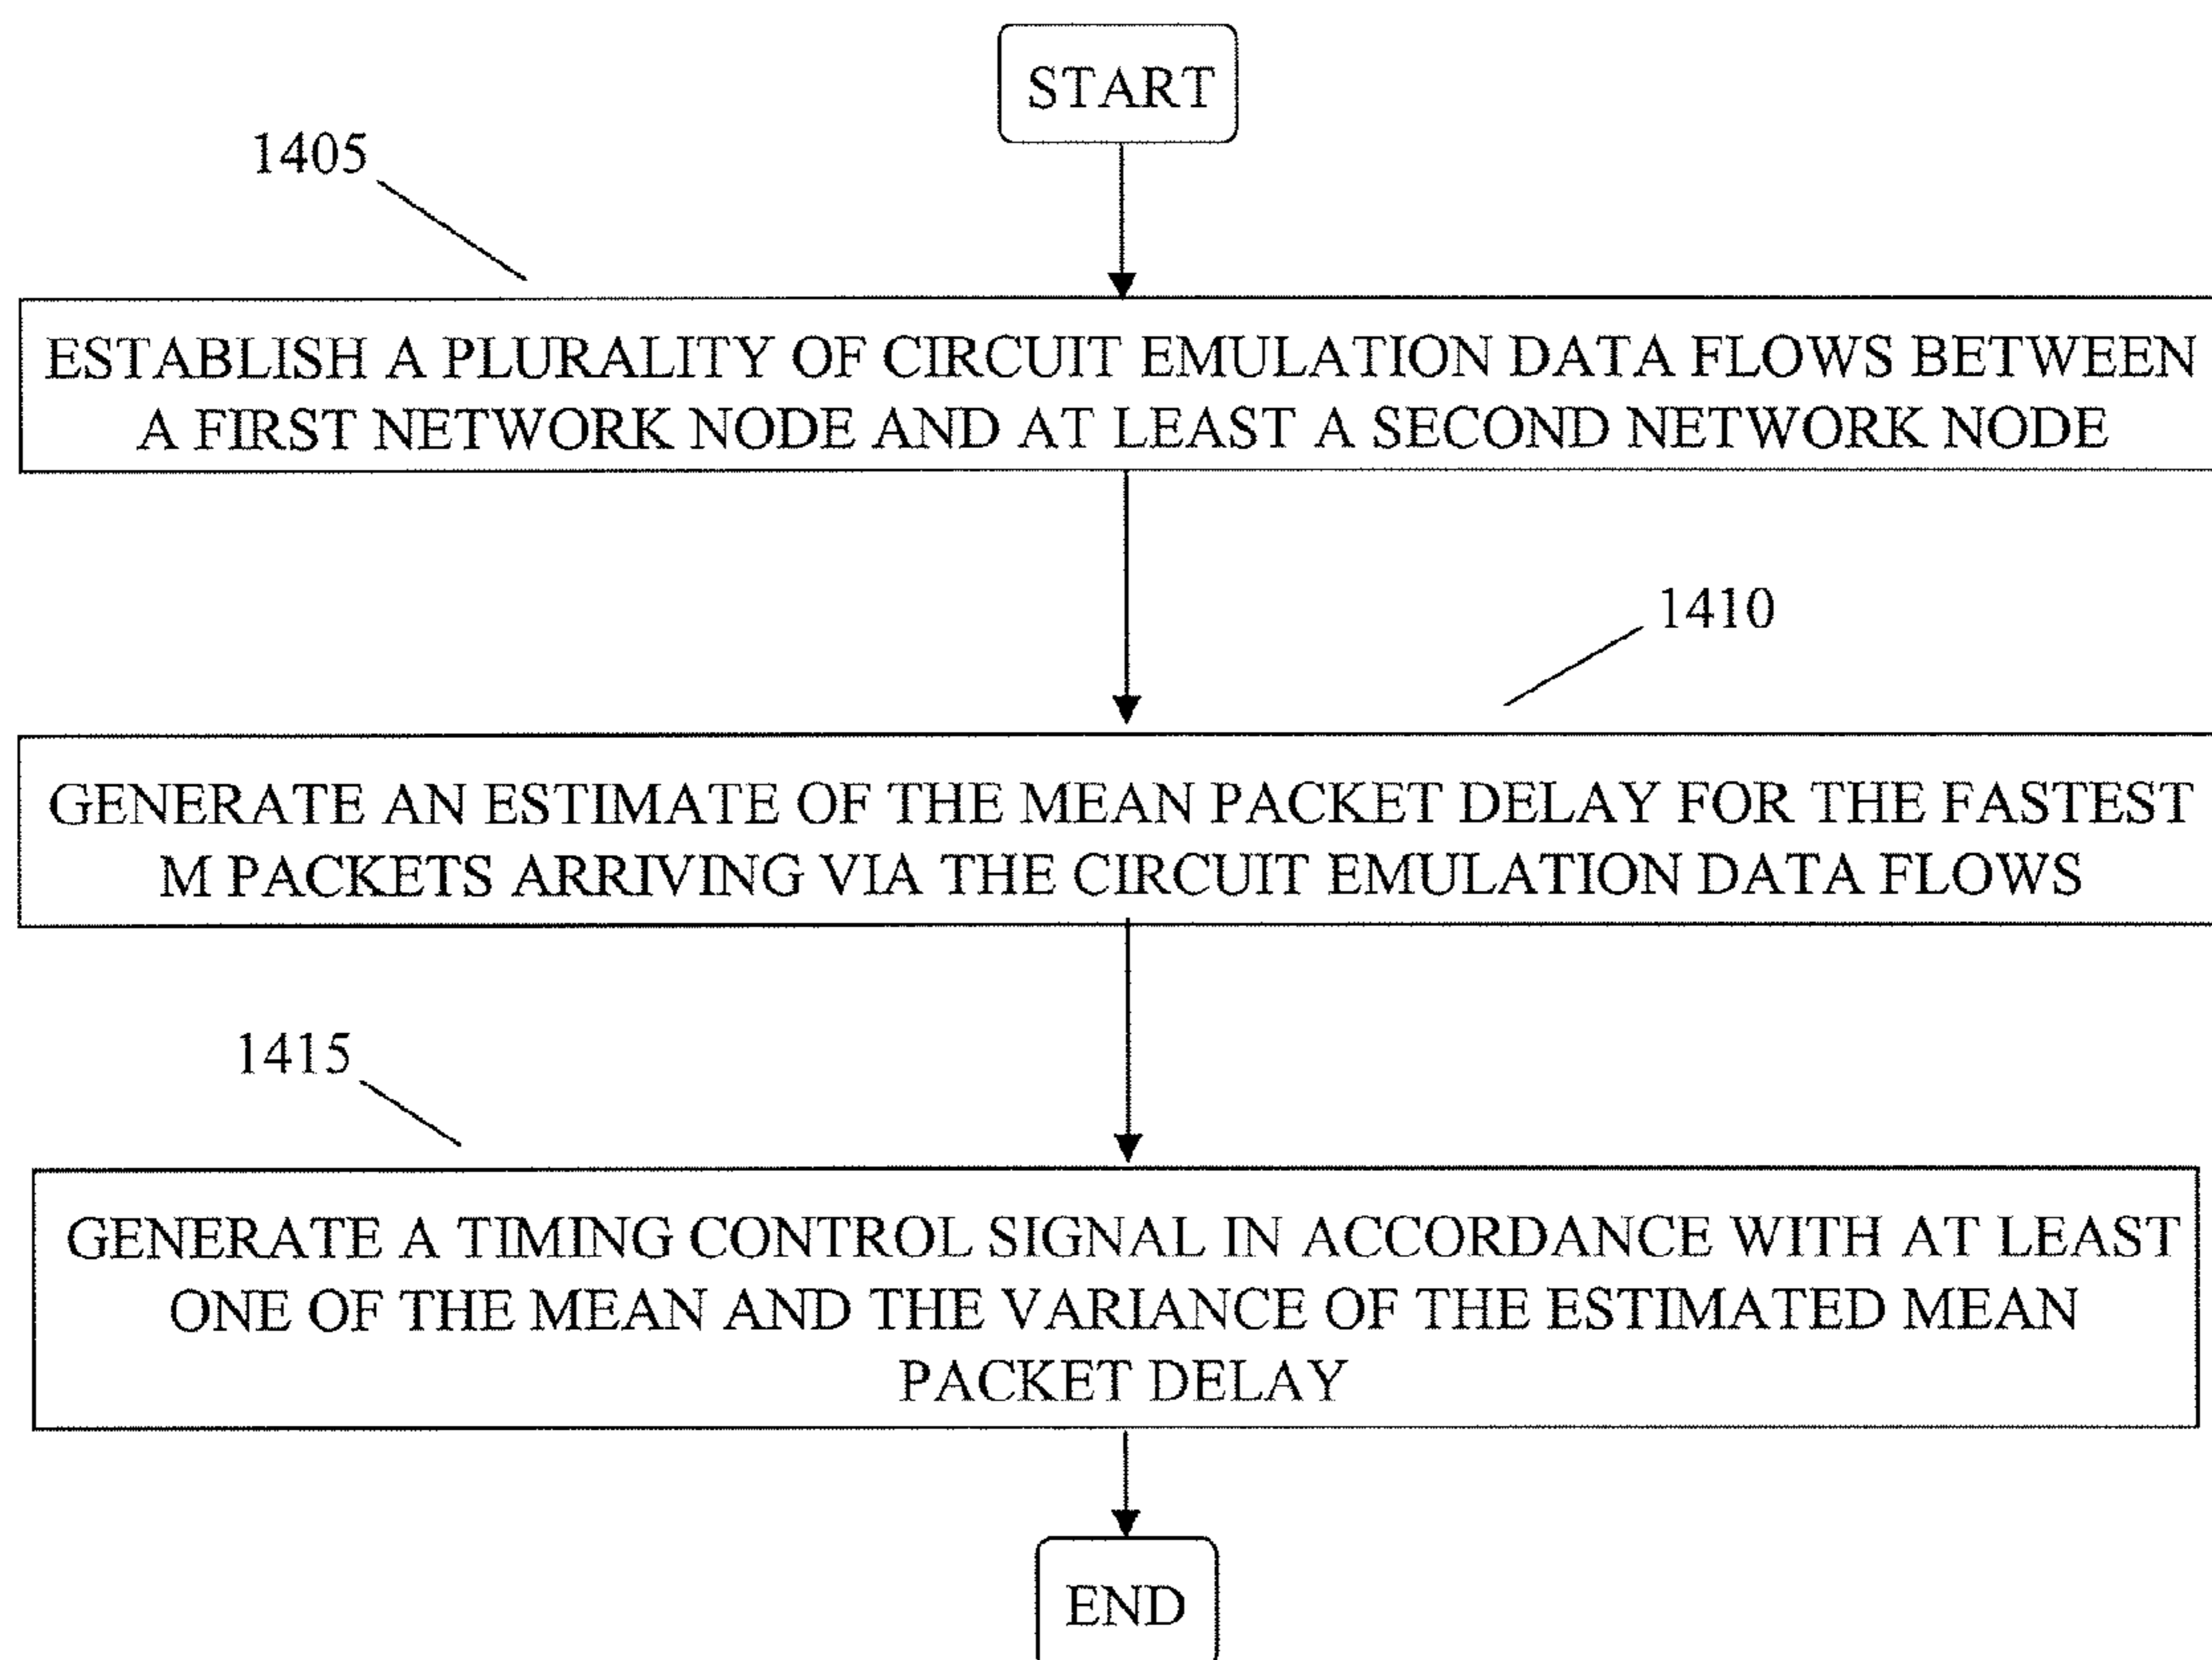 START
1405
ESTABLISH A PLURALITY OF CIRCUIT EMULATION DATA FLOWS BETWEEN
A FIRST NETWORK NODE AND AT LEAST A SECOND NETWORK NODE
1410
GENERATE AN ESTIMATE OF THE MEAN PACKET DELAY FOR THE FASTEST
M PACKETS ARRIVING VIA THE CIRCUIT EMULATION DATA FLOWS
1415
GENERATE A TIMING CONTROL SIGNAL IN ACCORDANCE WITH AT LEAST
ONE OF THE MEAN AND THE VARIANCE OF THE ESTIMATED MEAN
PACKET DELAY
END